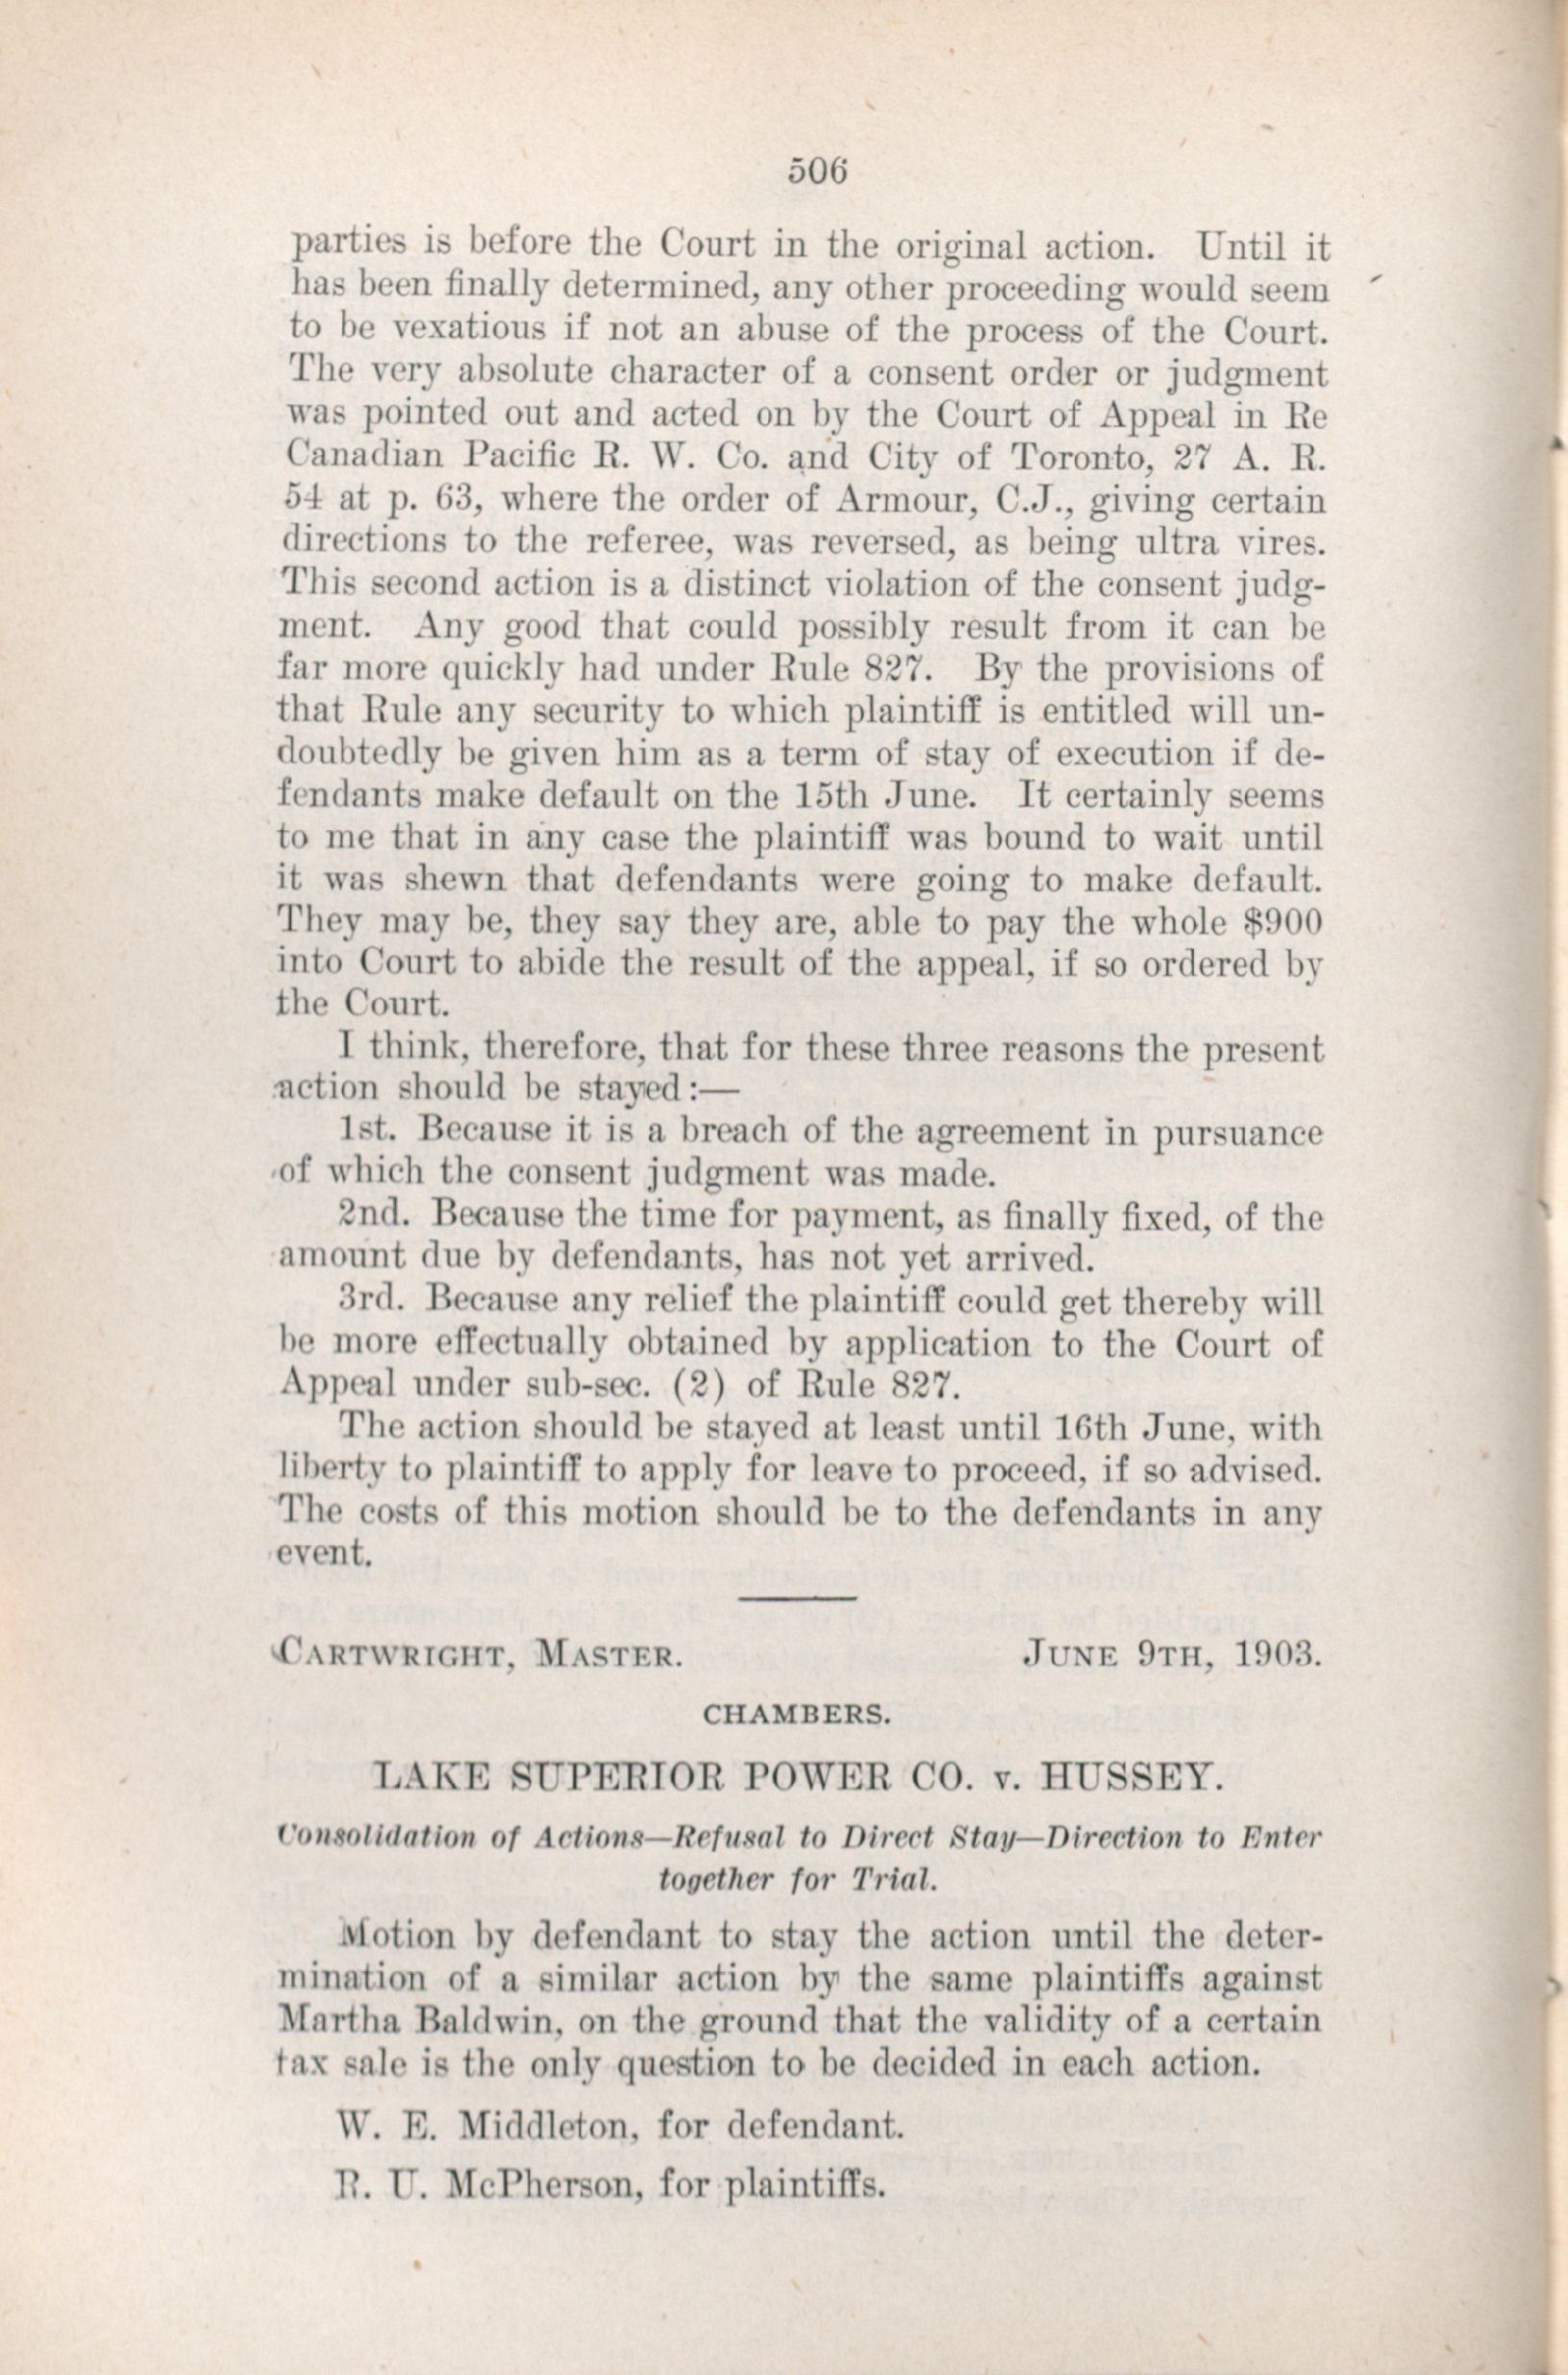 506
parties is before the Court in the original action. Until it
has been finally determined, any other proceeding would seem
to be vexatious if not an abuse of the process of the Court.
The very absolute character of a consent order or judgment
was pointed out and acted on by the Court of Appeal in Re
Canadian Pacific R. W. Co. and City of Toronto, 27 A. R.
54 at p. 63, where the order of Armour, C.J., giving certain
directions to the referee, was reversed, as being ultra vires.
This second action is a distinct violation of the consent judg-
ment. Any good that could possibly result from it can be
far more quickly had under Rule 827. By the provisions of
that Rule any security to which plaintiff is entitled will un-
doubtedly be given him as a term of stay of execution if de-
fendants make default on the 15th June. It certainly seems
to me that in any case the plaintiff was bound to wait until
it was shewn that defendants were going to make default.
They may be, they say they are, able to pay the whole $900
into Court to abide the result of the appeal, if so ordered by
the Court.
I think, therefore, that for these three reasons the present
action should be stayed:—
1st. Because it is a breach of the agreement in pursuance
of which the consent judgment was made.
2nd. Because the time for payment, as finally fixed, of the
amount due by defendants, has not yet arrived.
3rd. Because any relief the plaintiff could get thereby will
be more effectually obtained by application to the Court of
Appeal under sub-sec. (2) of Rule 827.
The action should be stayed at least until 16th June, with
liberty to plaintiff to apply for leave to proceed, if so advised.
The costs of this motion should be to the defendants in any
event.
CARTWRIGHT, MASTER. JUNE 9TH, 1903.
CHAMBERS.
LAKE SUPERIOR POWER CO. v. HUSSEY.
Consolidation of Actions—Refusal to Direct Stay—Direction to Enter
together for Trial.
Motion by defendant to stay the action until the deter-
mination of a similar action by the same plaintiffs against
Martha Baldwin, on the ground that the validity of a certain
tax sale is the only question to be decided in each action.
W. E. Middleton, for defendant.
R. U. McPherson, for plaintiffs.